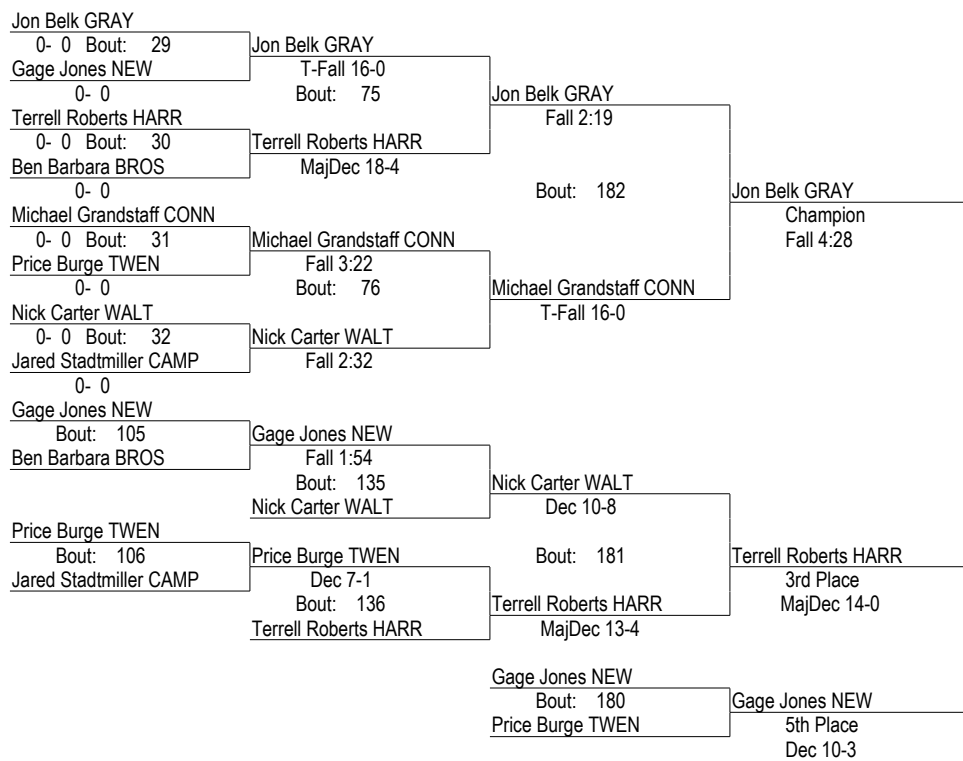 Jon Belk GRAY
0- 0 Bout: 29 Jon Belk GRAY
Gage Jones NEW T-Fall 16-0
0- 0 Bout: 75 Jon Belk GRAY
Terrell Roberts HARR Fall 2:19
0- 0 Bout: 30 Terrell Roberts HARR
Ben Barbara BROS MajDec 18-4
0- 0 Bout: 182 Jon Belk GRAY
Michael Grandstaff CONN Champion
0- 0 Bout: 31 Michael Grandstaff CONN Fall 4:28
Price Burge TWEN Fall 3:22
0- 0 Bout: 76 Michael Grandstaff CONN
Nick Carter WALT T-Fall 16-0
0- 0 Bout: 32 Nick Carter WALT
Jared Stadtmiller CAMP Fall 2:32
0- 0
Gage Jones NEW
Bout: 105 Gage Jones NEW
Ben Barbara BROS Fall 1:54
Bout: 135 Nick Carter WALT
Nick Carter WALT Dec 10-8
Price Burge TWEN
Bout: 106 Price Burge TWEN Bout: 181 Terrell Roberts HARR
Jared Stadtmiller CAMP Dec 7-1 3rd Place
Bout: 136 Terrell Roberts HARR MajDec 14-0
Terrell Roberts HARR MajDec 13-4
Gage Jones NEW
Bout: 180 Gage Jones NEW
Price Burge TWEN 5th Place
Dec 10-3